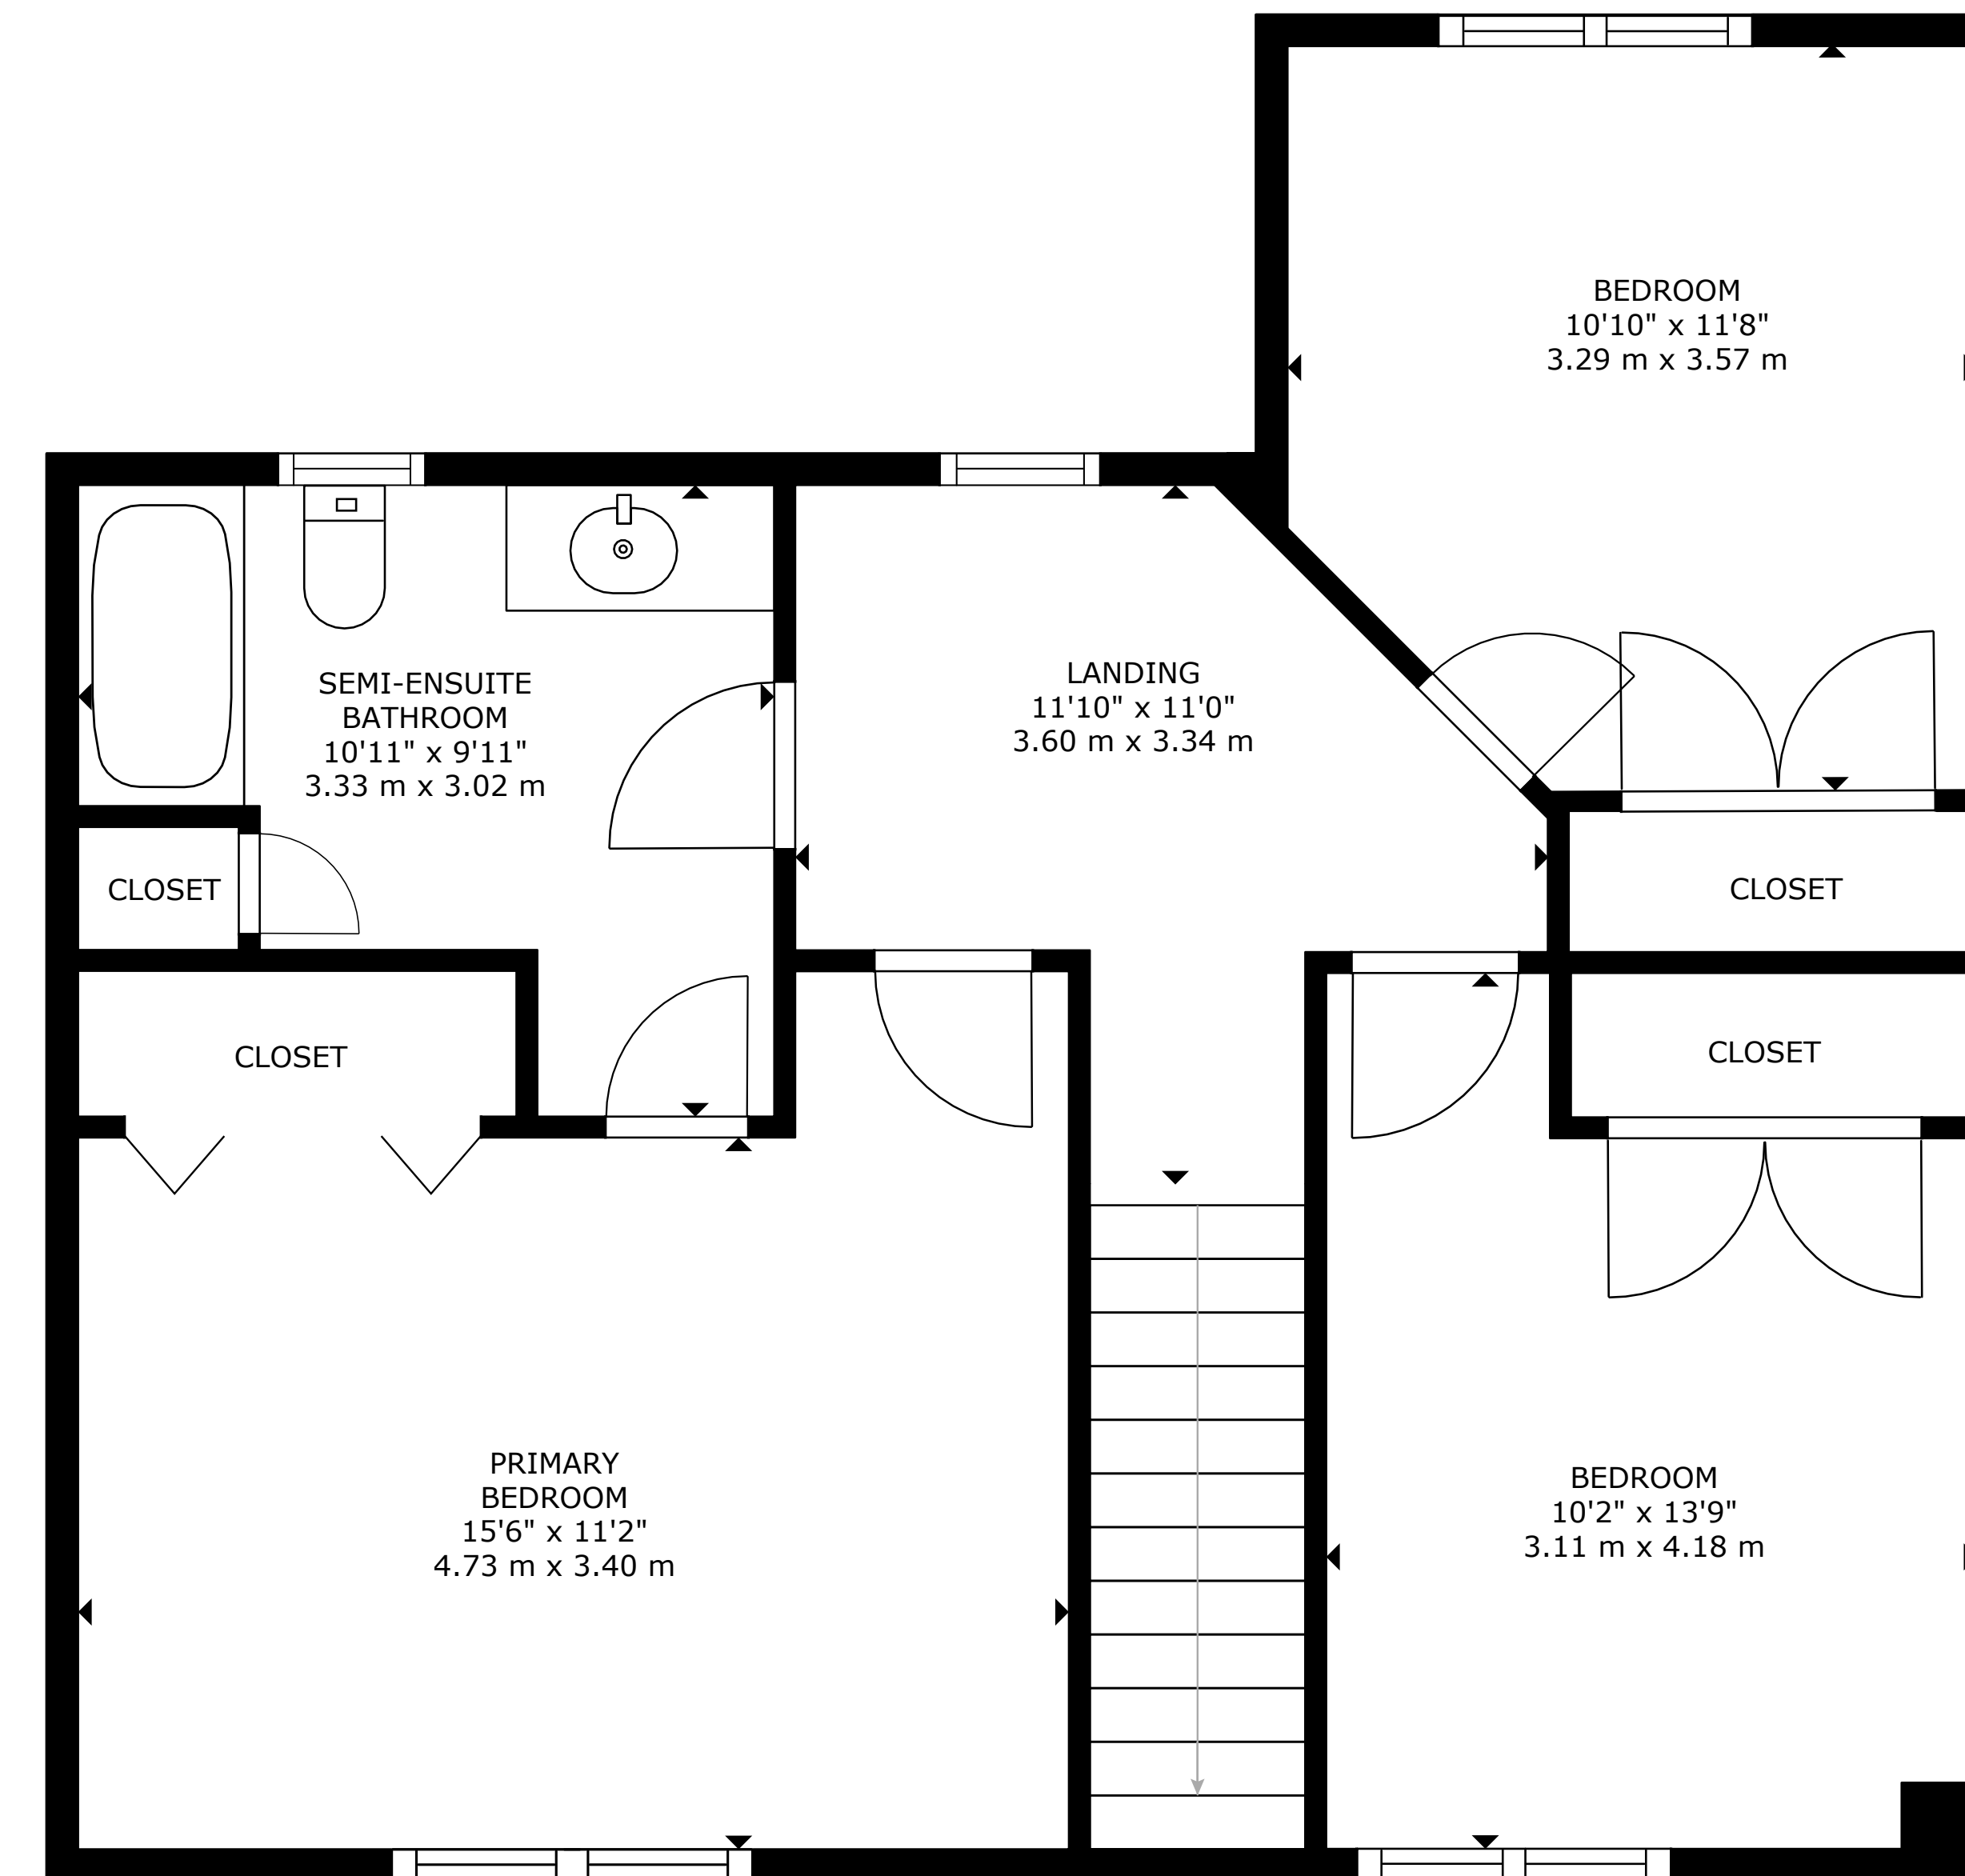 BEDROOM
10'10" x 11'8"
3.29 m x 3.57 m
SEMI-ENSUITE
BATHROOM
10'11" x 9'11"
3.33 m x 3.02 m
LANDING
11'10" x 11'0"
3.60 m x 3.34 m
CLOSET
CLOSET
CLOSET
CLOSET
PRIMARY
BEDROOM
15'6" x 11'2"
4.73 m x 3.40 m
BEDROOM
10'2" x 13'9"
3.11 m x 4.18 m